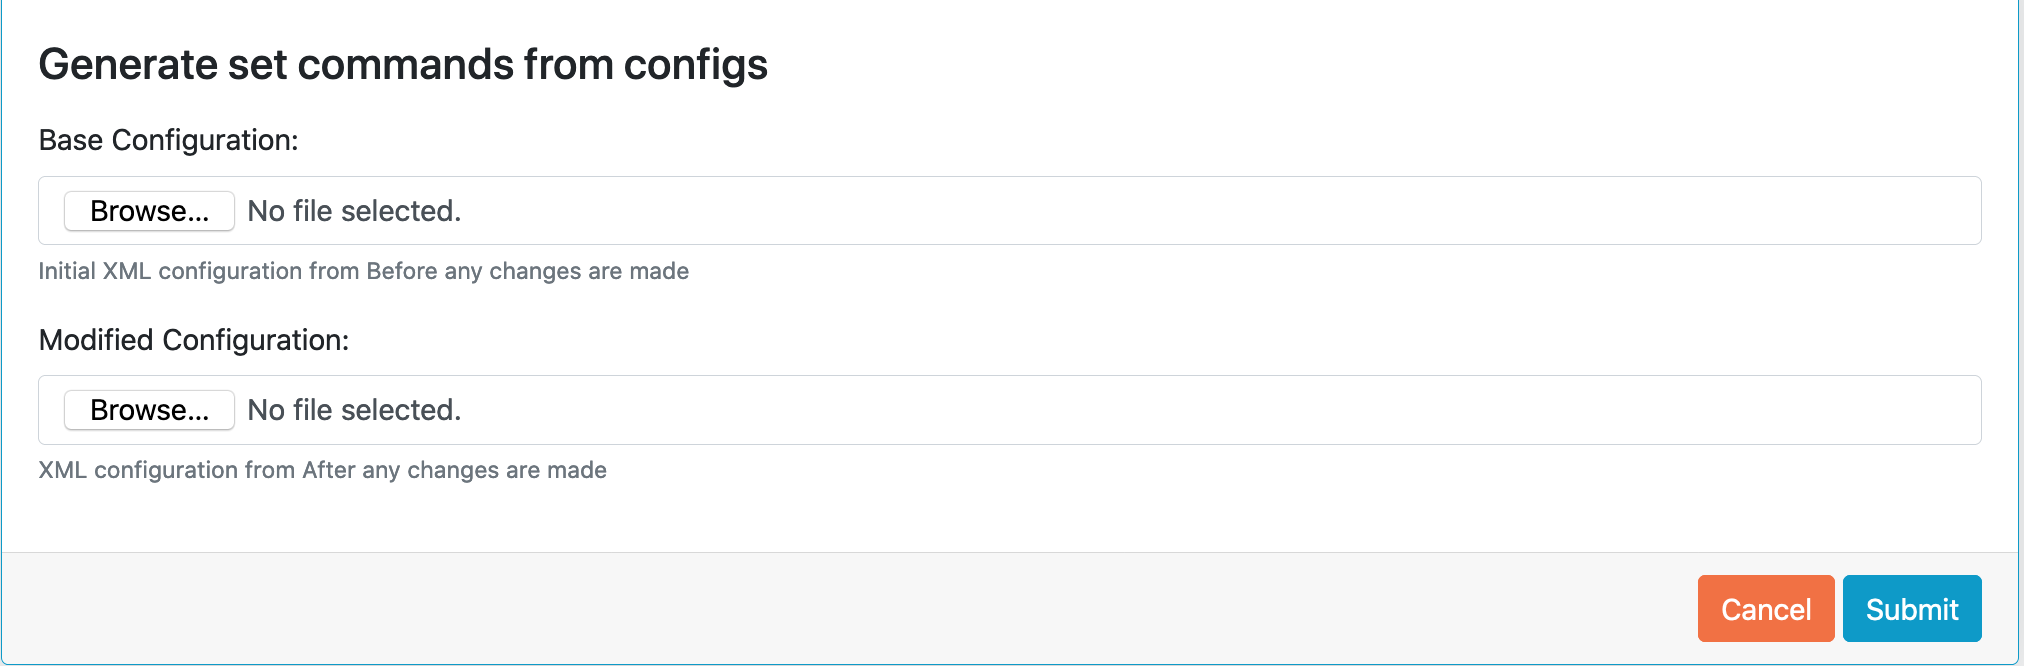 Generate set commands from configs
Base Configuration:
Browse... No file selected.
Initial XML configuration from Before any changes are made
Modified Configuration:
Browse... No file selected.
XML configuration from After any changes are made
Cancel Submit